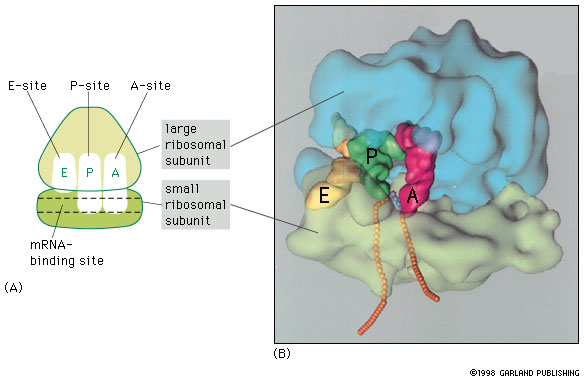 E-site P-site A-site
E P A
large
ribosomal
subunit
small
ribosomal
subunit
mRNA-
binding site
(A)
P
E
A
(B)
©1998 GARLAND PUBLISHING